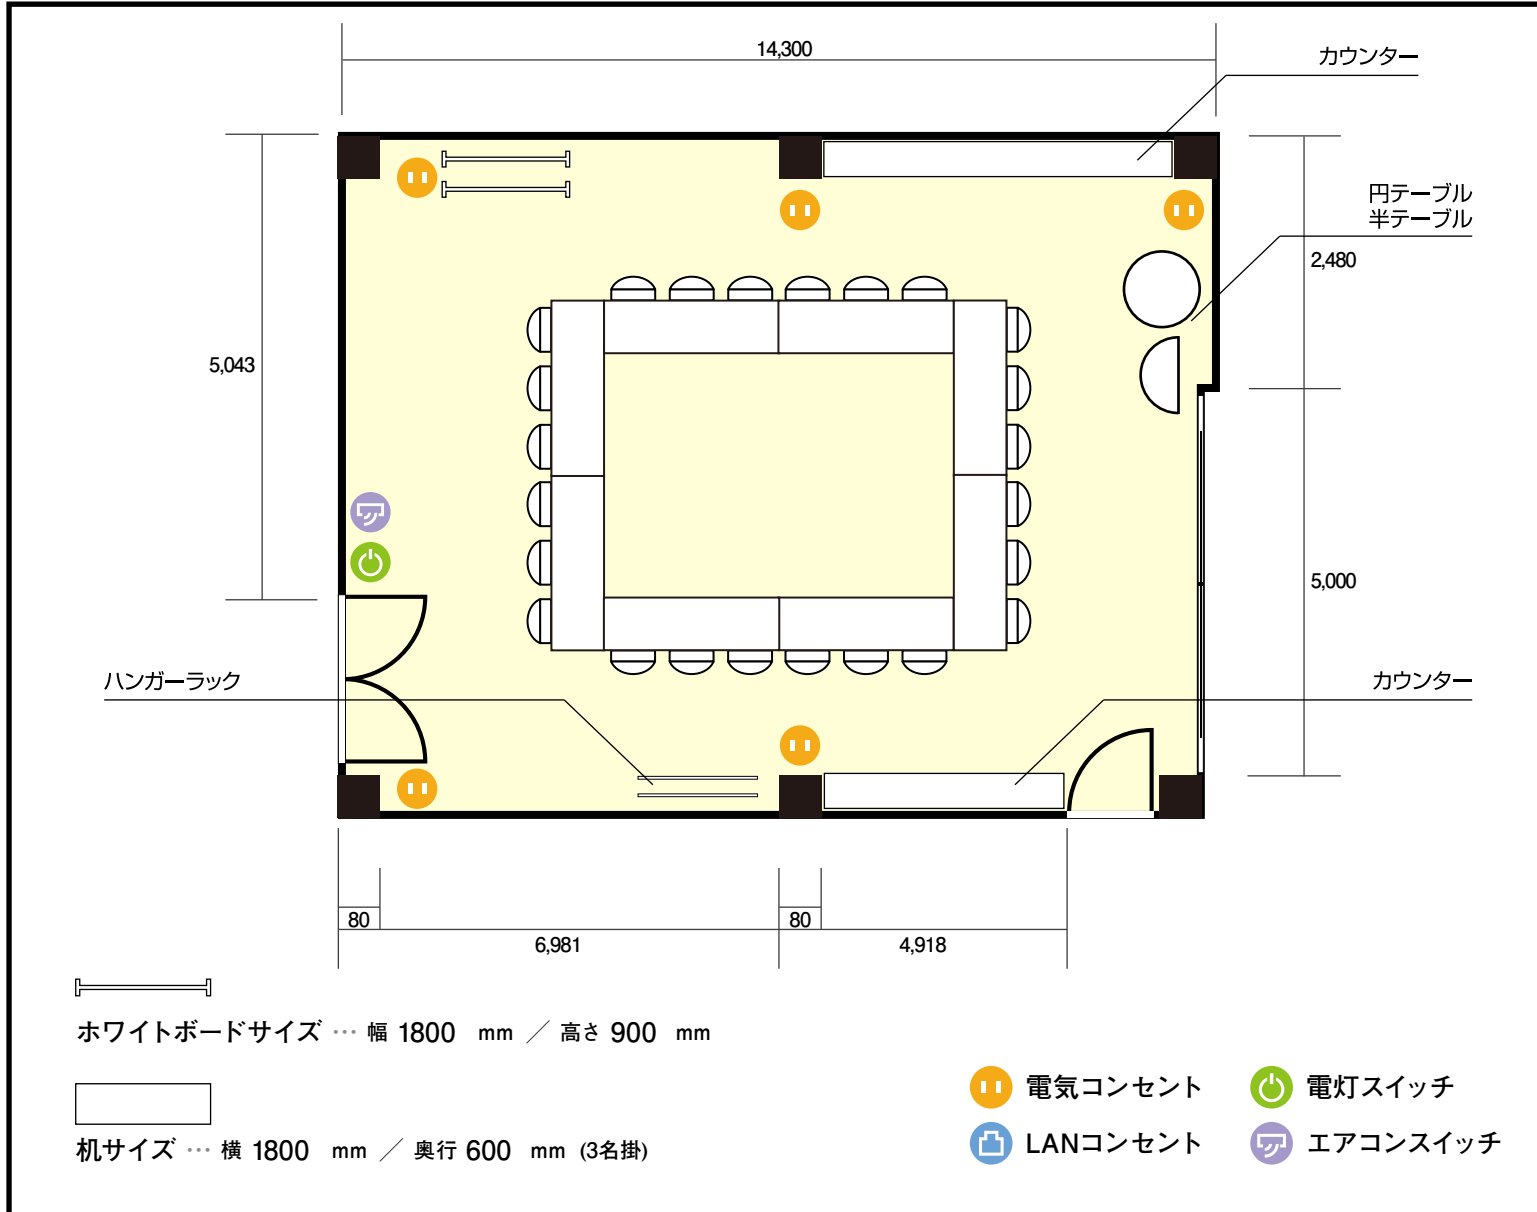 14,300
カウンター
円テーブル
半テーブル
2,480
5,043
5,000
ハンガーラック
カウンター
80
80
6,981
4,918
ホワイトボードサイズ … 幅 1800 mm ／ 高さ 900 mm
机サイズ … 横 1800 mm ／ 奥行 600 mm (3名掛)
電気コンセント
電灯スイッチ
LANコンセント
エアコンスイッチ